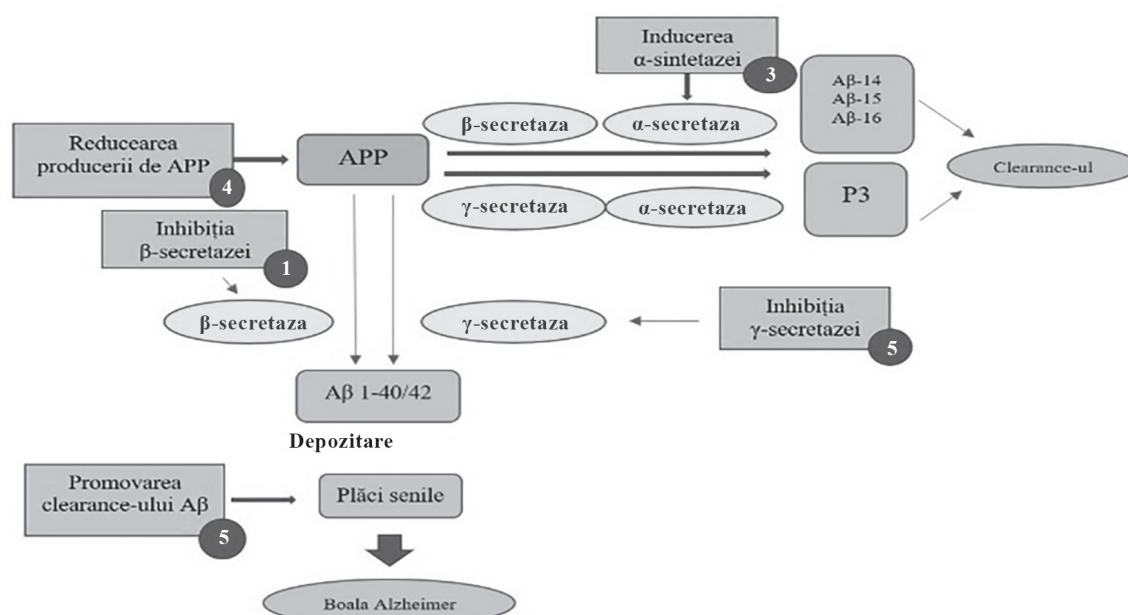 Inducerea
α-sintetazei
3
Aβ-14
Aβ-15
Aβ-16
β-secretaza
α-secretaza
Reducearea
producerii de APP
4
APP
Clearance-ul
γ-secretaza
α-secretaza
P3
Inhibiția
β-secretazei
1
β-secretaza
γ-secretaza
Inhibiția
γ-secretazei
5
Aβ 1-40/42
Depozitare
Promovarea
clearance-ului Aβ
5
Plăci senile
Boala Alzheimer